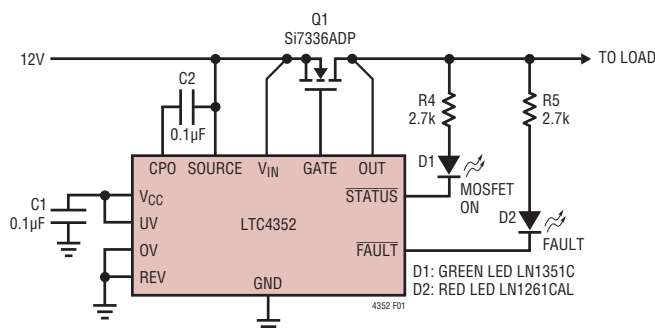 Q1
Si7336ADP
12V
TO LOAD
C2
0.1µF
R4
2.7k
R5
2.7k
CPO
SOURCE
VIN
GATE
OUT
D1
MOSFET
ON
C1
0.1µF
VCC
UV
OV
REV
LTC4352
STATUS
FAULT
GND
D2
FAULT
D1: GREEN LED LN1351C
D2: RED LED LN1261CAL
4352 F01